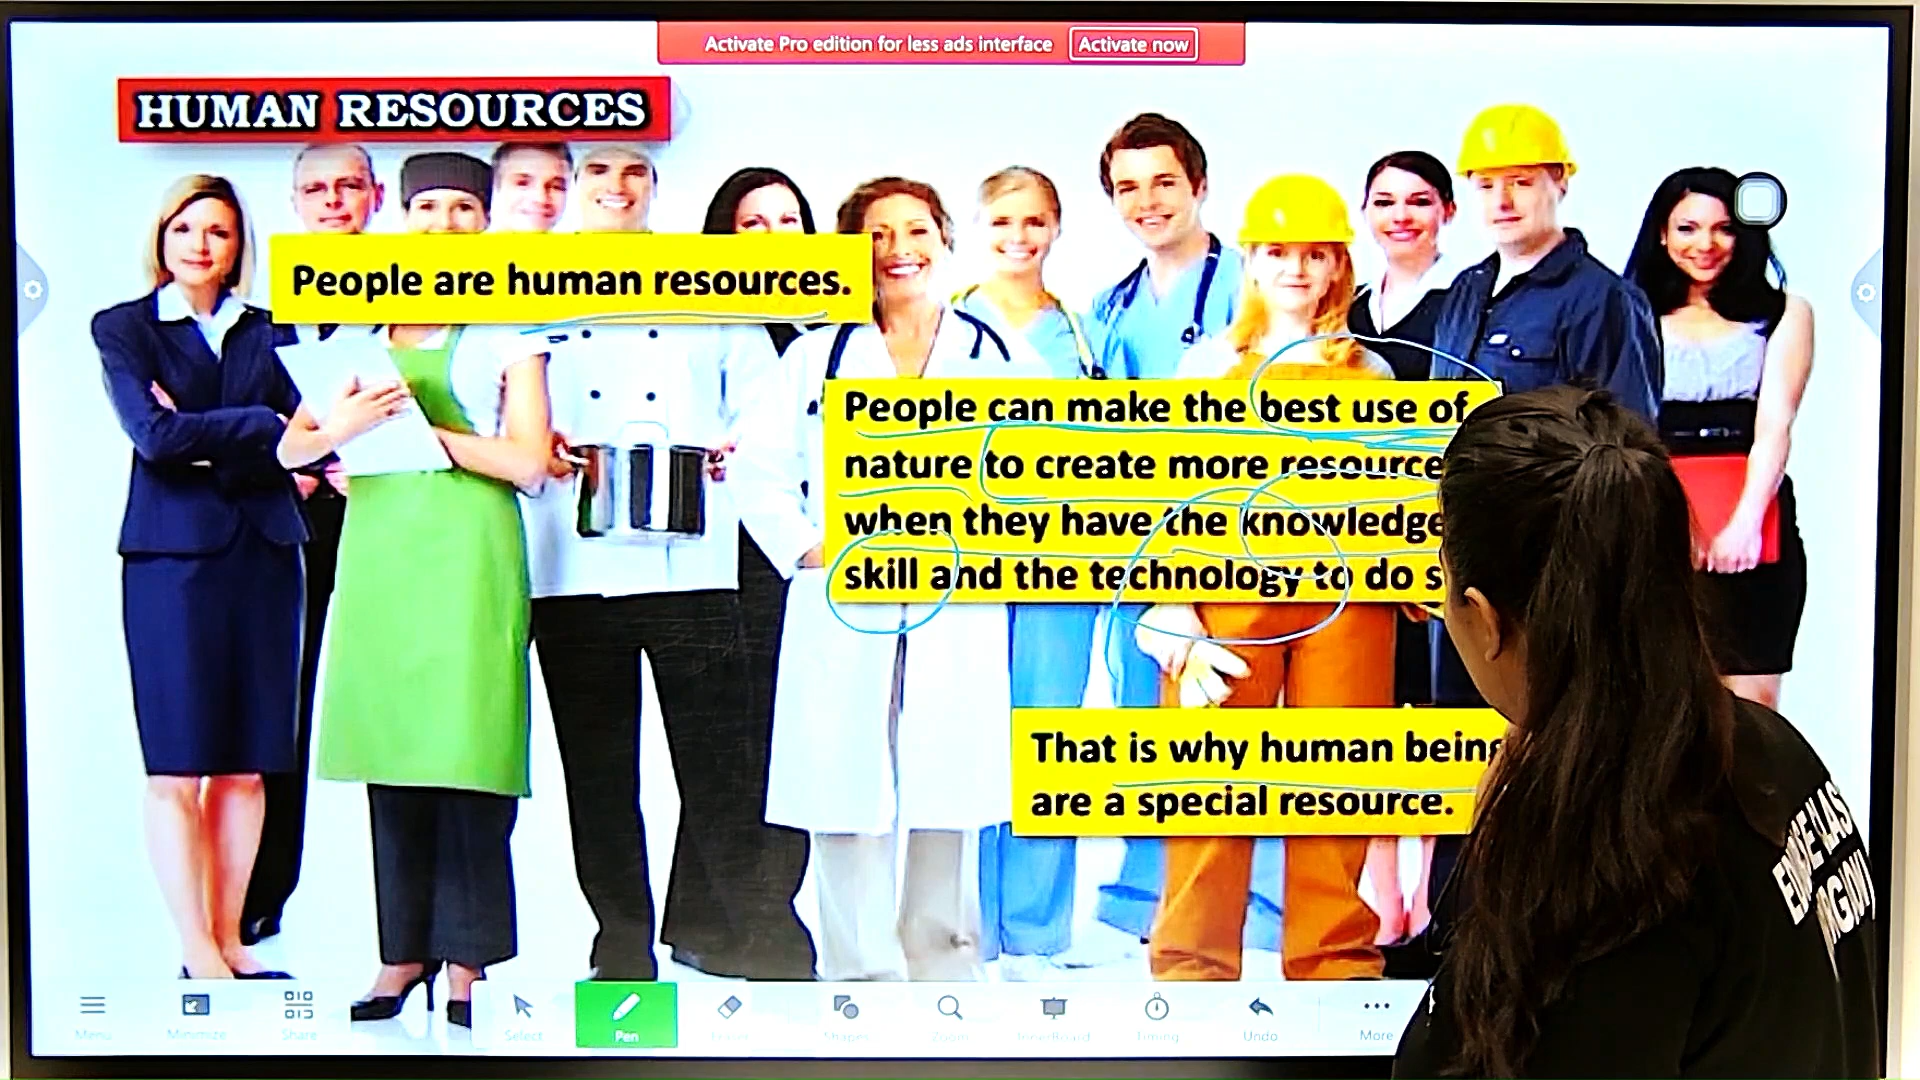 Activate Pro edition for less ads interface Activate now
HUMAN RESOURCES
People are human resources.
People can make the best use of
nature to create more resource
when they have the knowledge
skill and the technology to do s
That is why human being
are a special resource.
Menu Minimize Share Select Pen Eraser Shapes Zoom Timing Undo More